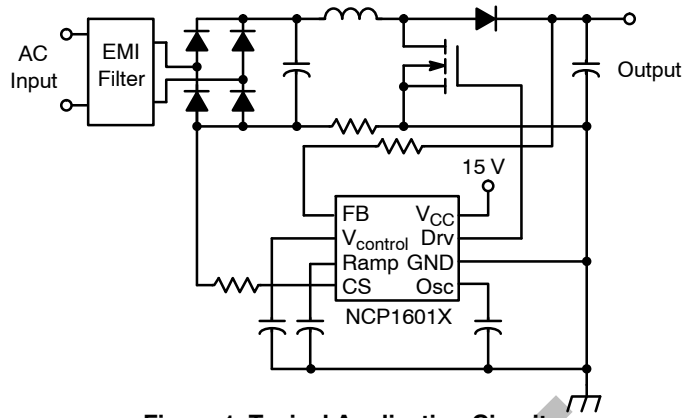 AC
Input
EMI
Filter
Output
15 V
FB
VCC
Vcontrol
Drv
Ramp
GND
CS
Osc
NCP1601X
Figure 1. Typical Application Circuit